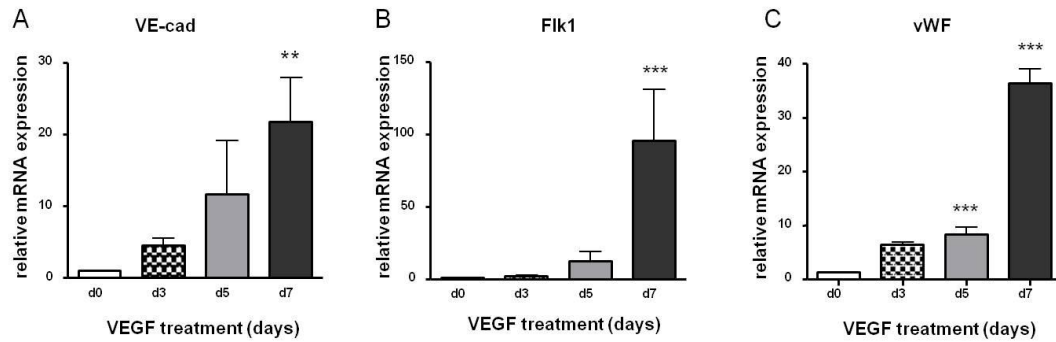 A
VE-cad
relative mRNA expression
30
20
10
0
**
d0 d3 d5 d7
VEGF treatment (days)
B
Flk1
relative mRNA expression
150
100
50
0
***
d0 d3 d5 d7
VEGF treatment (days)
C
vWF
relative mRNA expression
40
30
20
10
0
***
***
d0 d3 d5 d7
VEGF treatment (days)